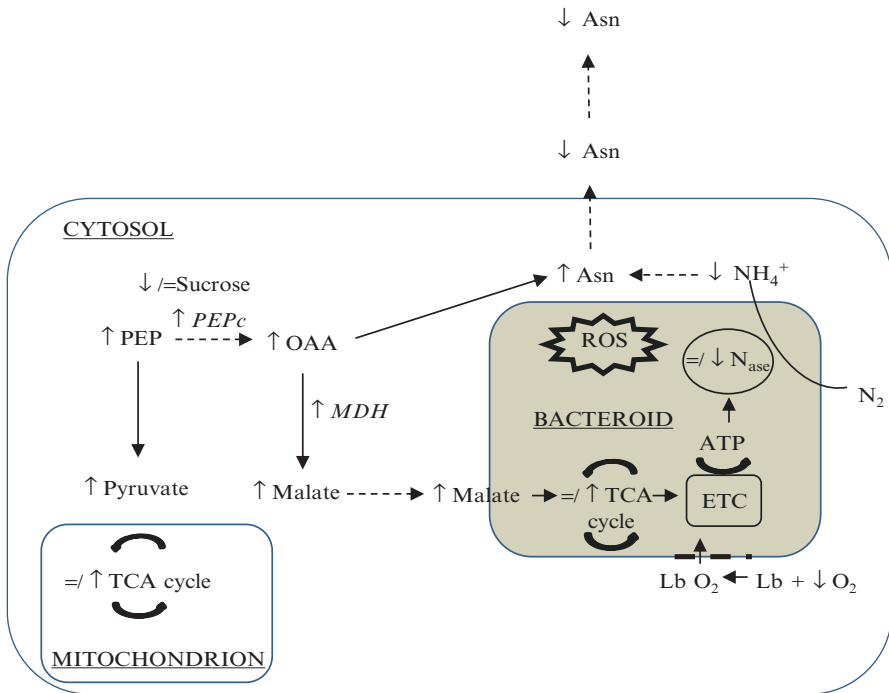 ↓ Asn
↓ Asn
CYTOSOL
↑ Asn
↓ NH₄⁺
↓ /=Sucrose
↑ PEPc
↑ PEP
↑ OAA
ROS
=/ ↓ Nase
N₂
↑ MDH
BACTEROID
ATP
↑ Pyruvate
↑ Malate
↑ Malate
=/ ↑ TCA
cycle
ETC
=/ ↑ TCA cycle
Lb O₂
Lb + ↓ O₂
MITOCHONDRION